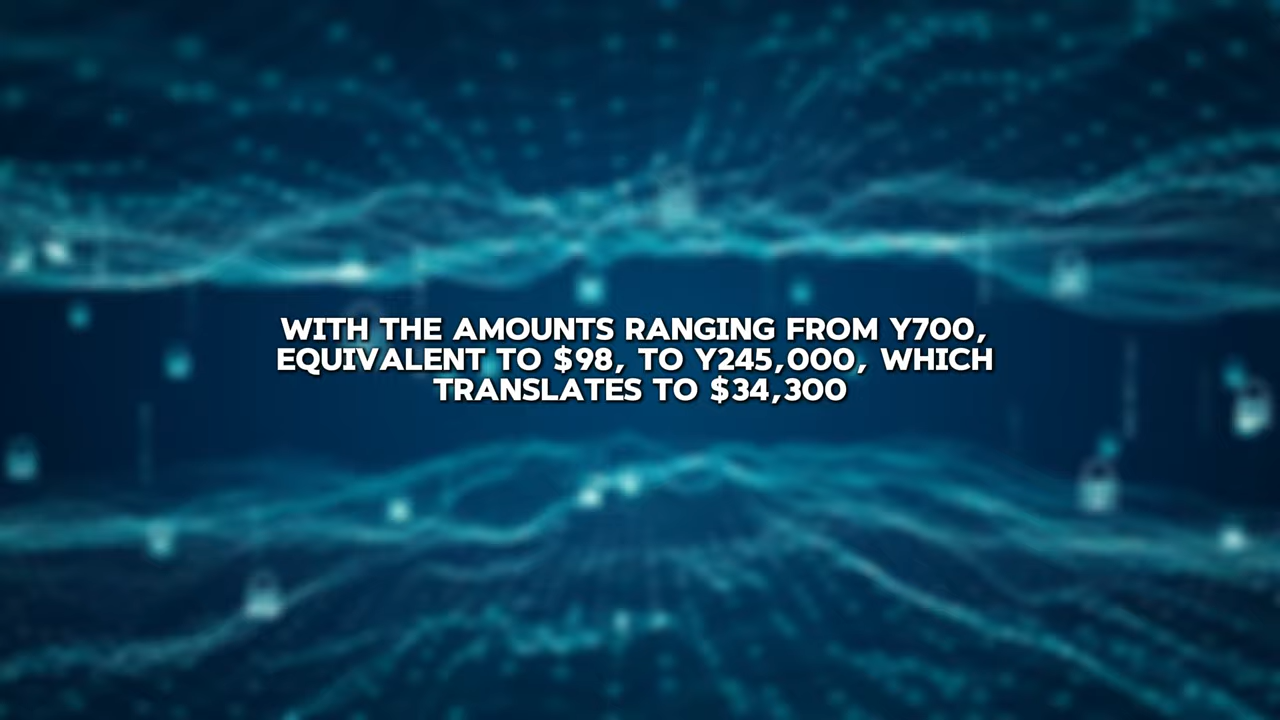 WITH THE AMOUNTS RANGING FROM Y700,
EQUIVALENT TO $98, TO Y245,000, WHICH
TRANSLATES TO $34,300